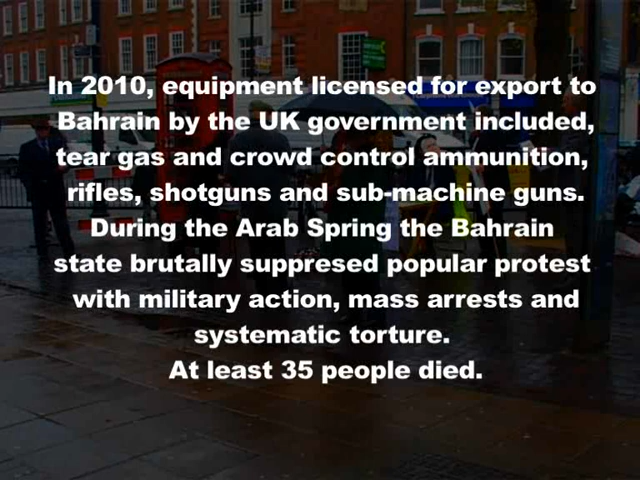 In 2010, equipment licensed for export to
Bahrain by the UK government included,
tear gas and crowd control ammunition,
rifles, shotguns and sub-machine guns.
During the Arab Spring the Bahrain
state brutally suppresed popular protest
with military action, mass arrests and
systematic torture.
At least 35 people died.